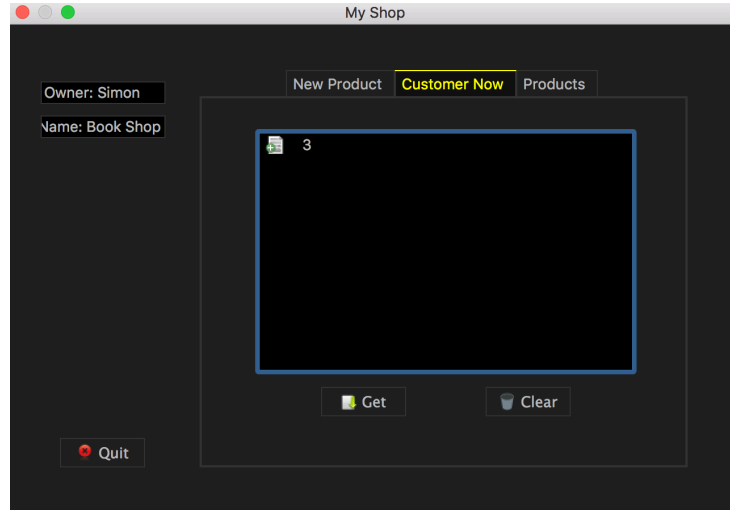 My Shop
Owner: Simon
Name: Book Shop
New Product
Customer Now
Products
3
Get
Clear
Quit